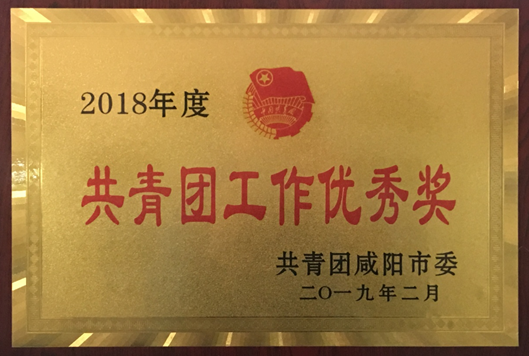 2018年度
共青团工作优秀奖
共青团咸阳市委
二〇一九年二月